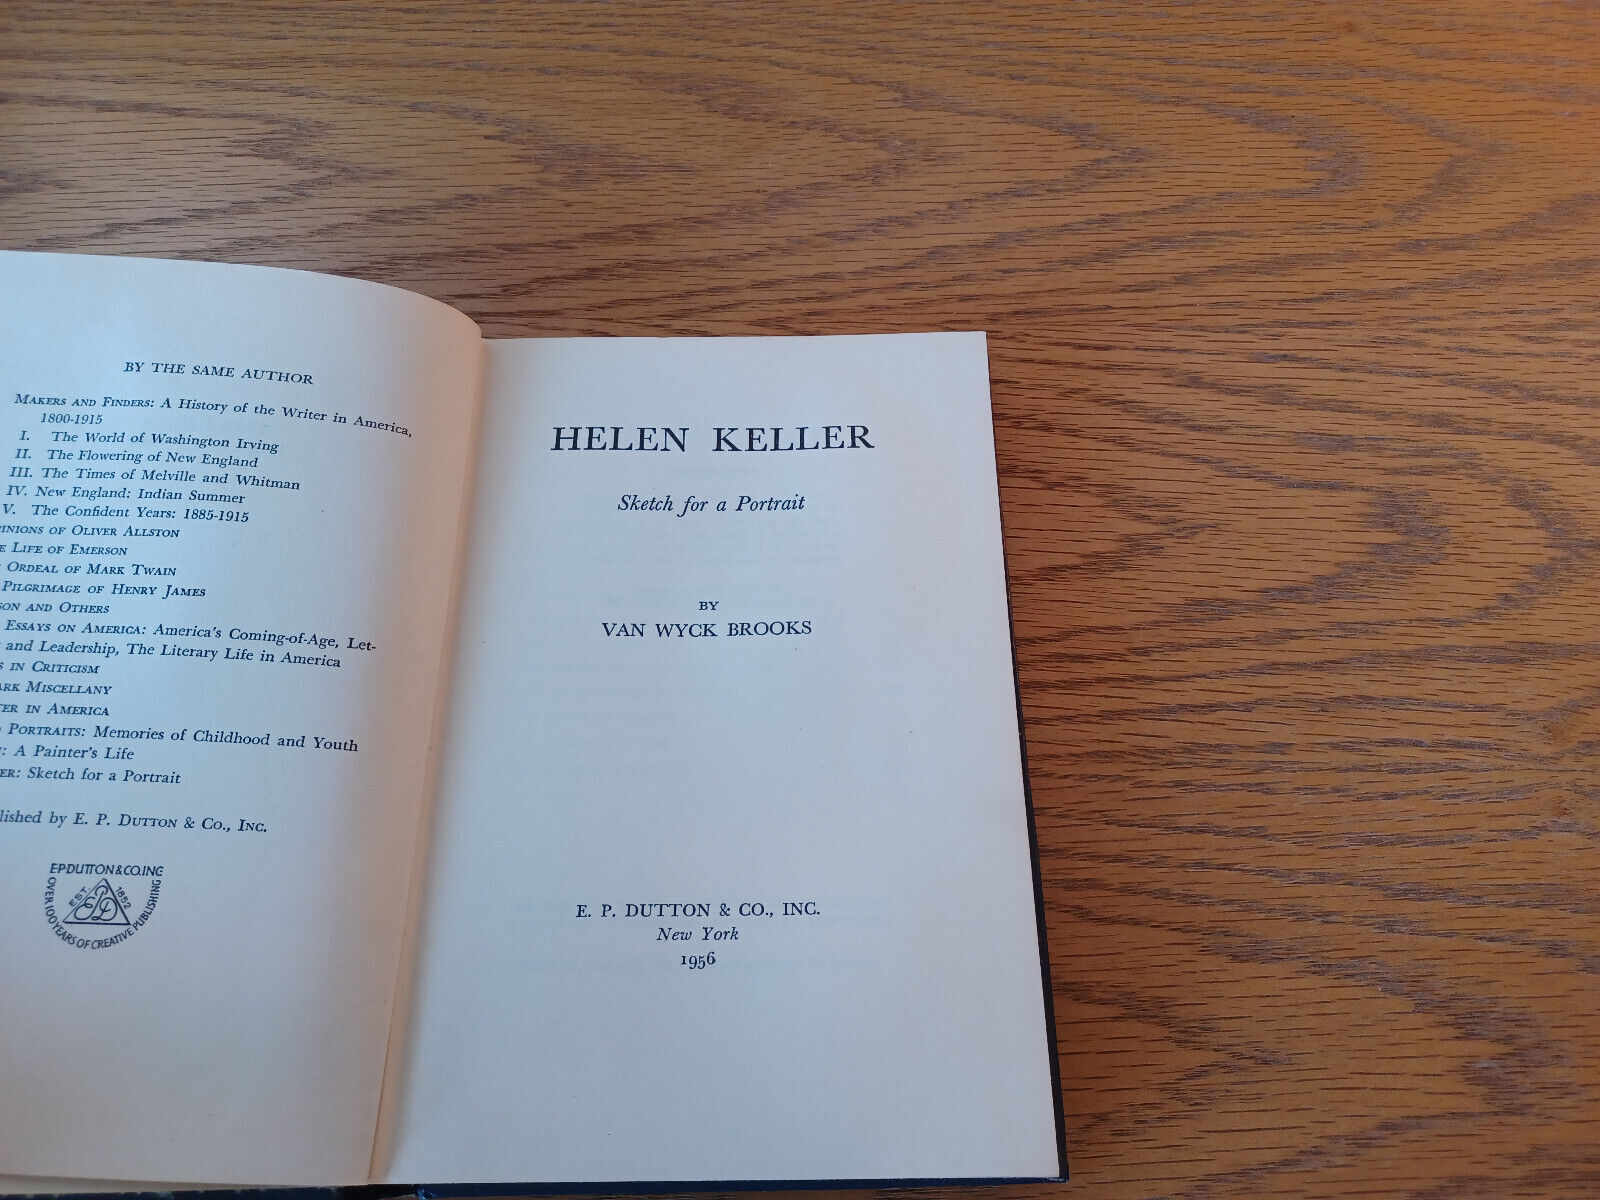 BY THE SAME AUTHOR
MAKERS AND FINDERS: A History of the Writer in America,
1800-1915
I. The World of Washington Irving
II. The Flowering of New England
III. The Times of Melville and Whitman
IV. New England: Indian Summer
V. The Confident Years: 1885-1915
OF OLIVER ALLSTON
LIFE OF EMERSON
ORDEAL OF MARK TWAIN
PILGRIMAGE OF HENRY JAMES
AND OTHERS
ESSAYS ON AMERICA: America's Coming-of-Age, Let-
and Leadership, The Literary Life in America
IN CRITICISM
MISCELLANY
IN AMERICA
PORTRAITS: Memories of Childhood and Youth
: A Painter's Life
: Sketch for a Portrait
by E. P. DUTTON & Co., INC.
E·P·DUTTON & CO. INC
EST. 1852
OVER 100 YEARS OF CREATIVE PUBLISHING
HELEN KELLER
Sketch for a Portrait
BY
VAN WYCK BROOKS
E. P. DUTTON & CO., INC.
New York
1956